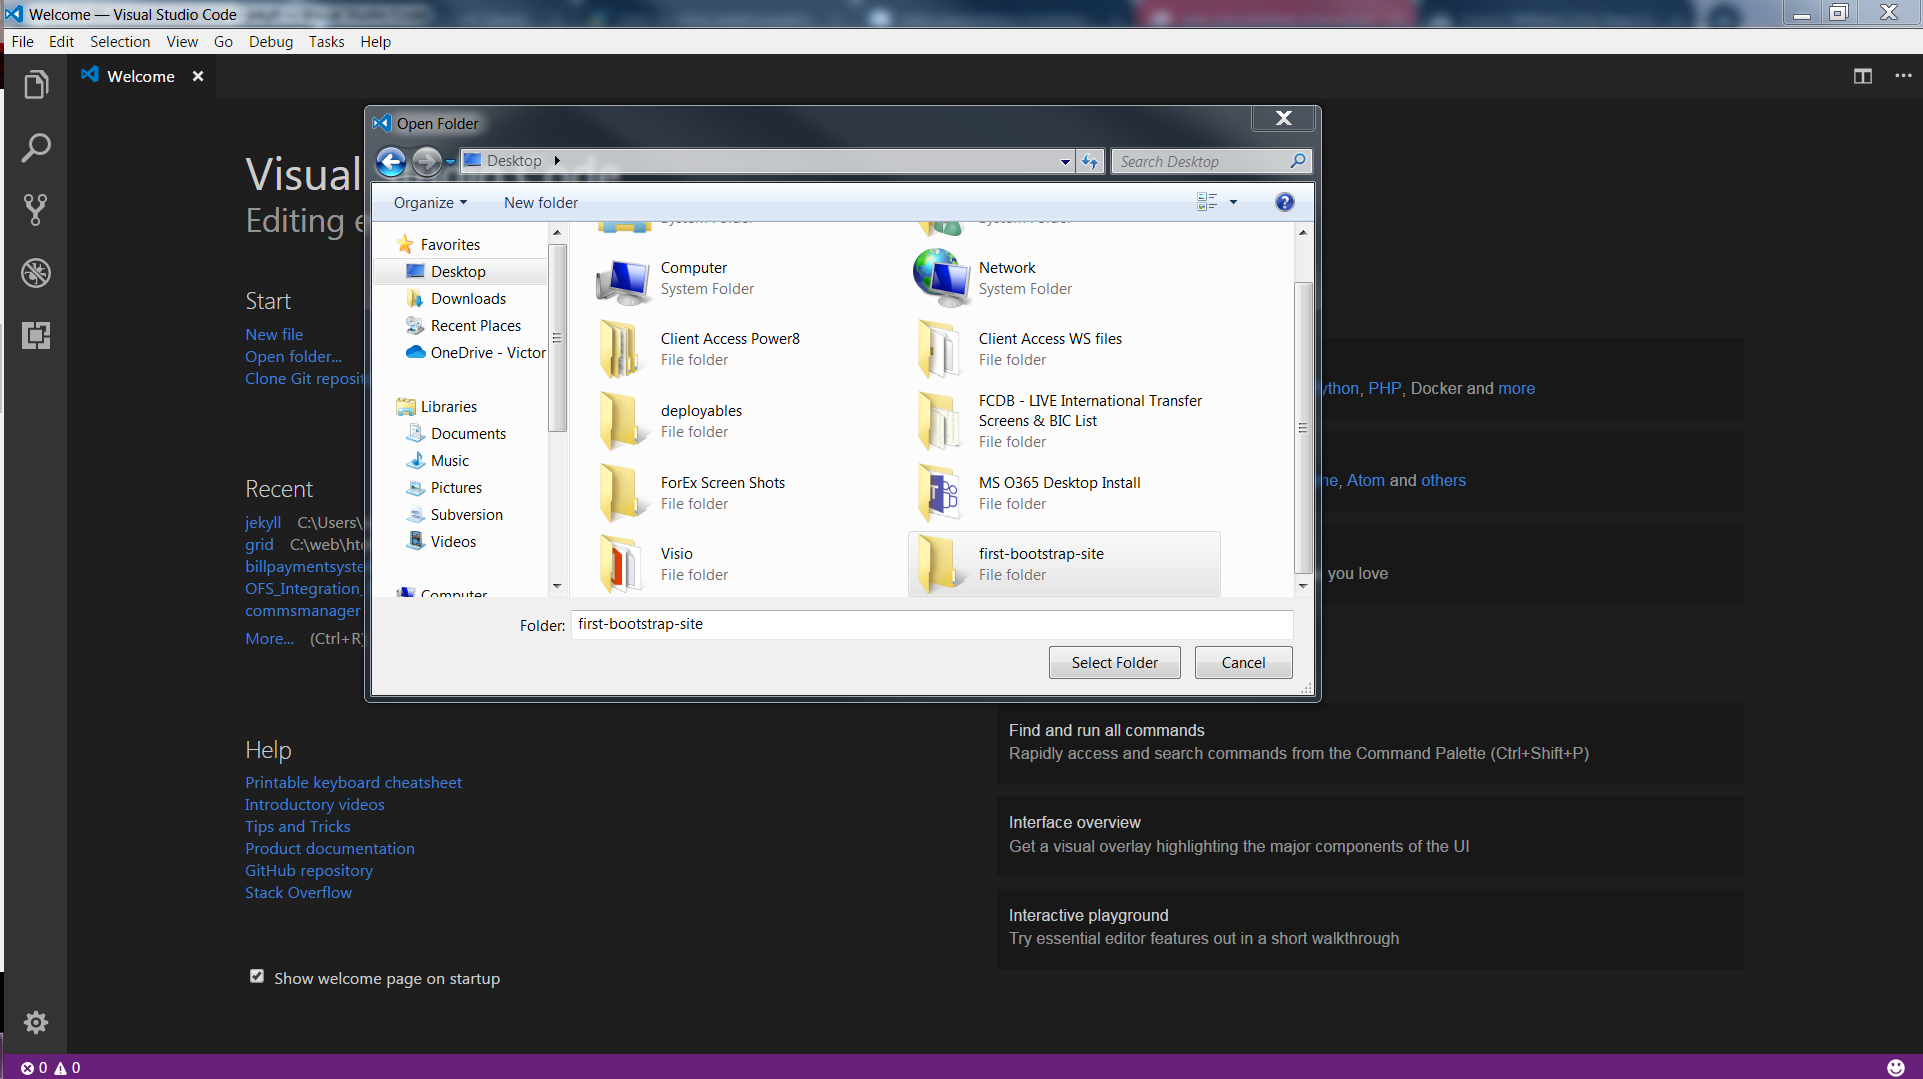 Welcome — Visual Studio Code
File Edit Selection View Go Debug Tasks Help
Welcome
Open Folder
Desktop
Search Desktop
Organize
New folder
Favorites
Desktop
Downloads
Recent Places
OneDrive - Victor
Libraries
Documents
Music
Pictures
Subversion
Videos
Computer
System Folder
System Folder
Computer
System Folder
Network
System Folder
Client Access Power8
File folder
Client Access WS files
File folder
deployables
File folder
FCDB - LIVE International Transfer
Screens & BIC List
File folder
ForEx Screen Shots
File folder
MS O365 Desktop Install
File folder
Visio
File folder
first-bootstrap-site
File folder
Folder: first-bootstrap-site
Select Folder
Cancel
Visual
Editing e
Start
New file
Open folder...
Clone Git reposit
Recent
jekyll C:\Users\
grid C:\web\ht
billpaymentsyste
OFS_Integration_
commsmanager
More... (Ctrl+R)
Help
Printable keyboard cheatsheet
Introductory videos
Tips and Tricks
Product documentation
GitHub repository
Stack Overflow
Show welcome page on startup
ython, PHP, Docker and more
ne, Atom and others
you love
Find and run all commands
Rapidly access and search commands from the Command Palette (Ctrl+Shift+P)
Interface overview
Get a visual overlay highlighting the major components of the UI
Interactive playground
Try essential editor features out in a short walkthrough
0 0